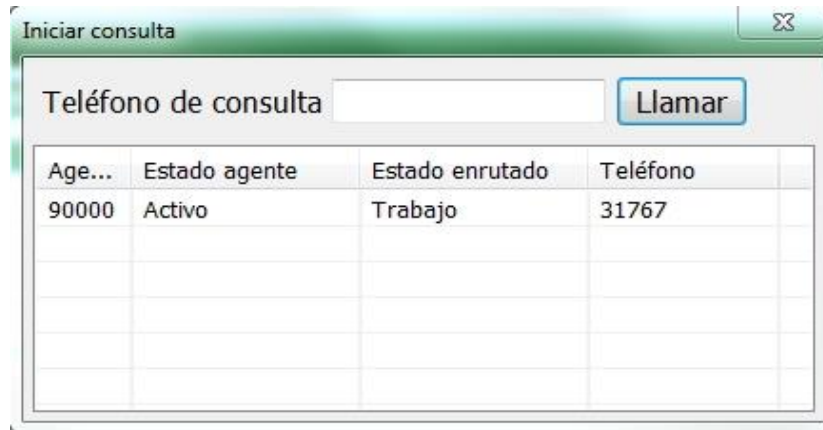 Iniciar consulta
Teléfono de consulta Llamar
Age... Estado agente Estado enrutado Teléfono
90000 Activo Trabajo 31767